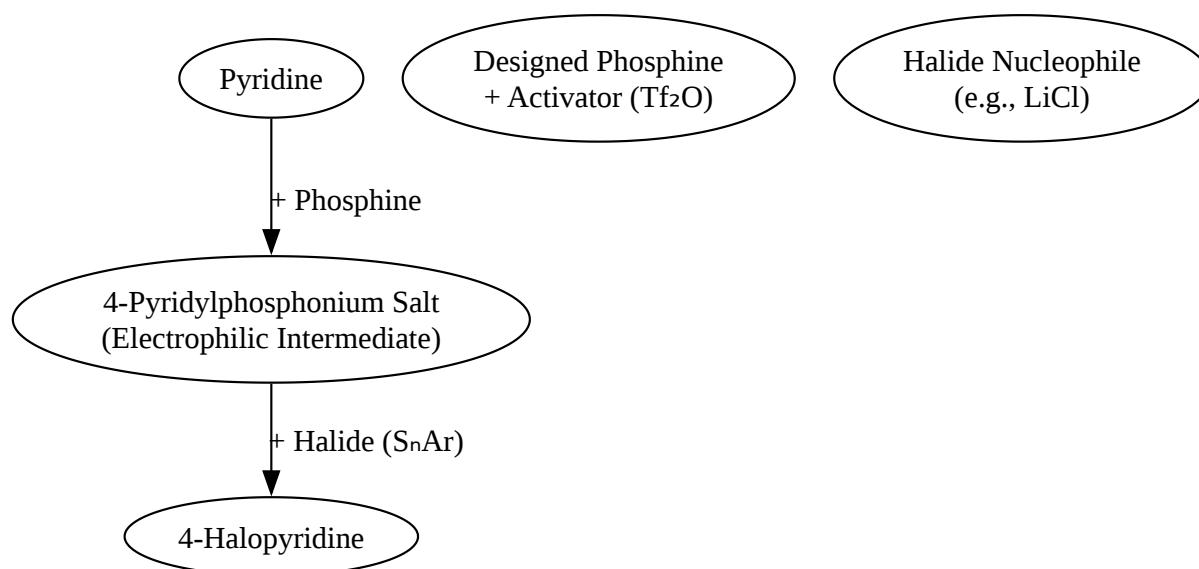 Pyridine
Designed Phosphine
+ Activator (Tf₂O)
Halide Nucleophile
(e.g., LiCl)
+ Phosphine
4-Pyridylphosphonium Salt
(Electrophilic Intermediate)
+ Halide (SₙAr)
4-Halopyridine